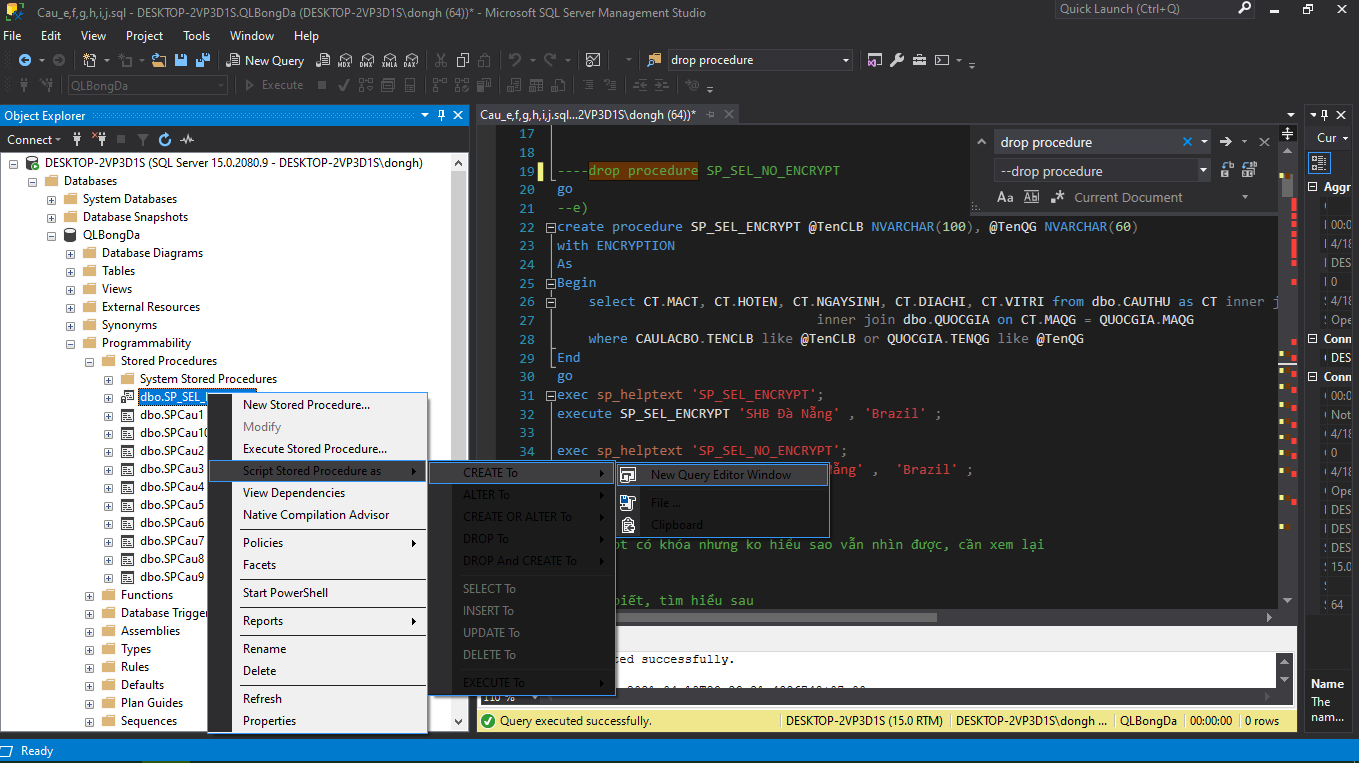 Cau_e,f,g,h,i,j.sql - DESKTOP-2VP3D1S.QLBongDa (DESKTOP-2VP3D1S\dongh (64))* - Microsoft SQL Server Management Studio
Quick Launch (Ctrl+Q)
File Edit View Project Tools Window Help
New Query
MDX DMX XMLA DAX
drop procedure
QLBongDa
Execute
Object Explorer
Connect
DESKTOP-2VP3D1S (SQL Server 15.0.2080.9 - DESKTOP-2VP3D1S\dongh)
Databases
System Databases
Database Snapshots
QLBongDa
Database Diagrams
Tables
Views
External Resources
Synonyms
Programmability
Stored Procedures
System Stored Procedures
dbo.SP_SEL_
dbo.SPCau1
dbo.SPCau10
dbo.SPCau2
dbo.SPCau3
dbo.SPCau4
dbo.SPCau5
dbo.SPCau6
dbo.SPCau7
dbo.SPCau8
dbo.SPCau9
Functions
Database Trigger
Assemblies
Types
Rules
Defaults
Plan Guides
Sequences
New Stored Procedure...
Modify
Execute Stored Procedure...
Script Stored Procedure as
View Dependencies
Native Compilation Advisor
Policies
Facets
Start PowerShell
Reports
Rename
Delete
Refresh
Properties
CREATE To
ALTER To
CREATE OR ALTER To
DROP To
DROP And CREATE To
SELECT To
INSERT To
UPDATE To
DELETE To
EXECUTE To
New Query Editor Window
File ...
Clipboard
Cau_e,f,g,h,i,j.sql...2VP3D1S\dongh (64))*
drop procedure
--drop procedure
Aa Ab .* Current Document
17
18
19 ----drop procedure SP_SEL_NO_ENCRYPT
20 go
21 --e)
22 create procedure SP_SEL_ENCRYPT @TenCLB NVARCHAR(100), @TenQG NVARCHAR(60)
23 with ENCRYPTION
24 As
25 Begin
26 select CT.MACT, CT.HOTEN, CT.NGAYSINH, CT.DIACHI, CT.VITRI from dbo.CAUTHU as CT inner j
27 inner join dbo.QUOCGIA on CT.MAQG = QUOCGIA.MAQG
28 where CAULACBO.TENCLB like @TenCLB or QUOCGIA.TENQG like @TenQG
29 End
30 go
31 exec sp_helptext 'SP_SEL_ENCRYPT';
32 execute SP_SEL_ENCRYPT 'SHB Đà Nẵng' , 'Brazil' ;
33
34 exec sp_helptext 'SP_SEL_NO_ENCRYPT';
ẵng' , 'Brazil' ;
ot có khóa nhưng ko hiểu sao vẫn nhìn được, cần xem lại
biết, tìm hiểu sau
ted successfully.
110 %
Query executed successfully.
DESKTOP-2VP3D1S (15.0 RTM) DESKTOP-2VP3D1S\dongh ... QLBongDa 00:00:00 0 rows
Cur
Aggr
00:0
4/18
DES
0
4/18
Ope
Conn
DES
Conn
00:0
Not
4/18
0
4/18
Ope
DES
DES
DES
15.0
64
Name
The
nam...
Ready